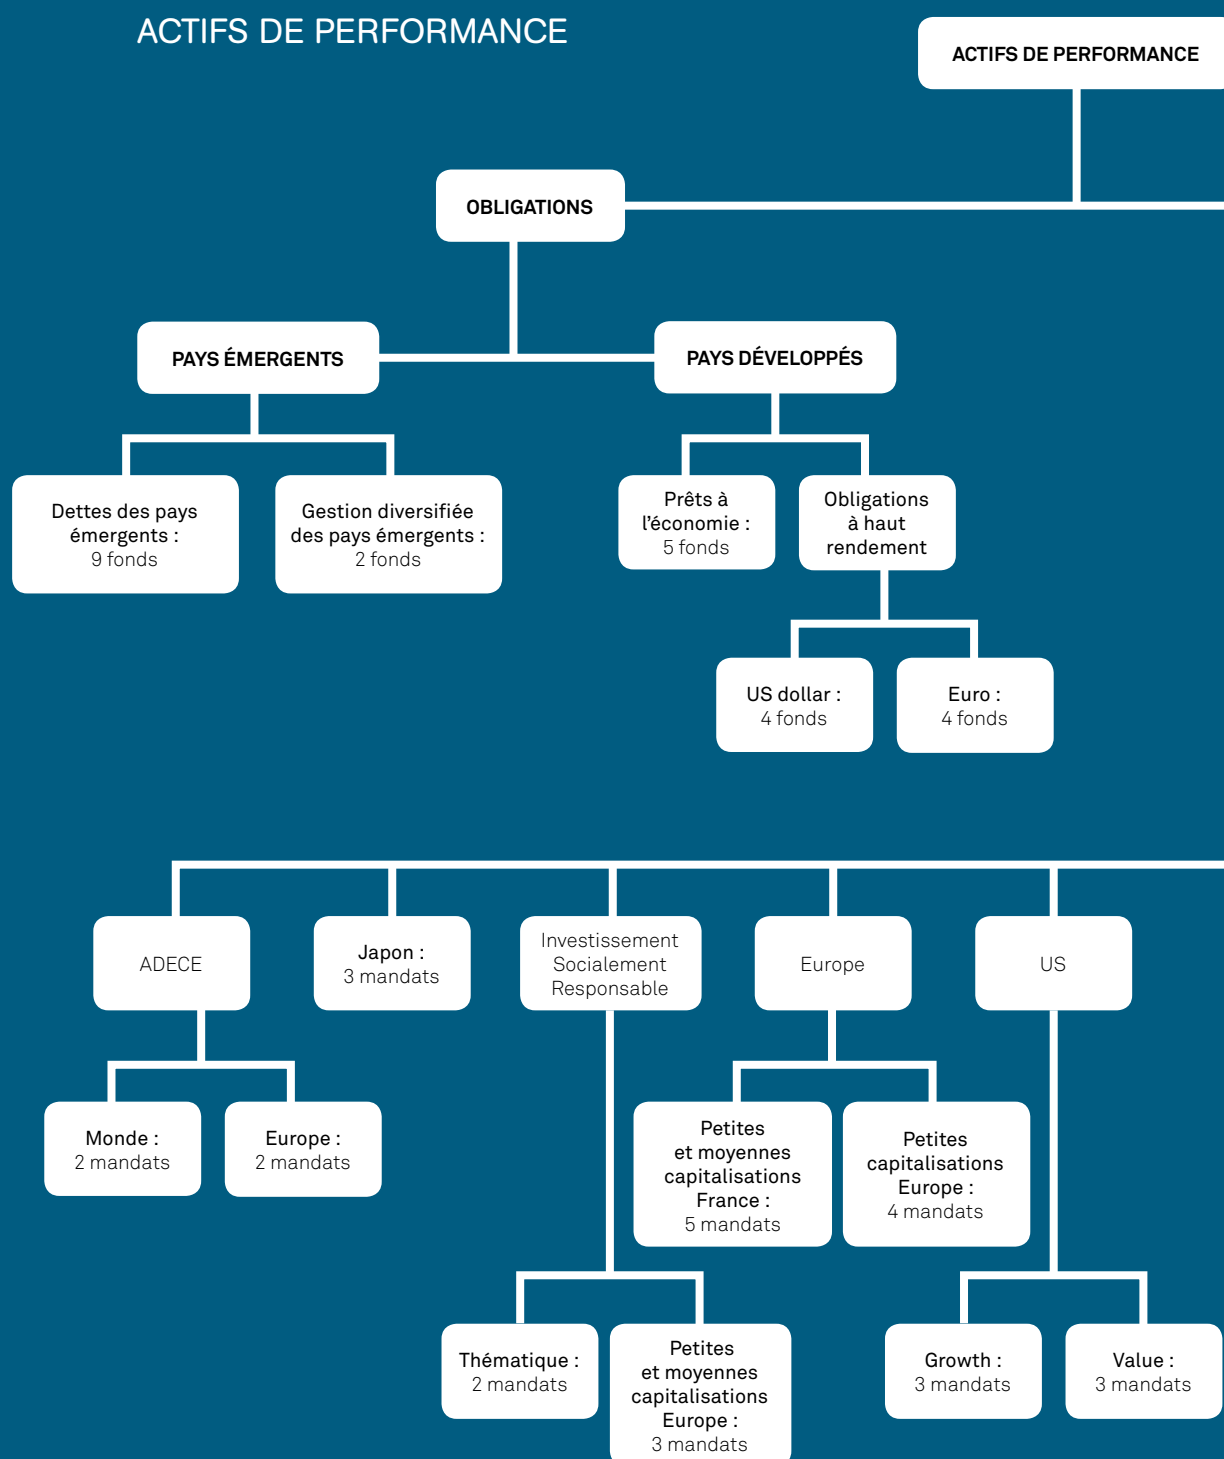 ACTIFS DE PERFORMANCE
ACTIFS DE PERFORMANCE
OBLIGATIONS
PAYS ÉMERGENTS
PAYS DÉVELOPPÉS
Dettes des pays
émergents :
9 fonds
Gestion diversifiée
des pays émergents :
2 fonds
Prêts à
l’économie :
5 fonds
Obligations
à haut
rendement
US dollar :
4 fonds
Euro :
4 fonds
ADECE
Japon :
3 mandats
Investissement
Socialement
Responsable
Europe
US
Monde :
2 mandats
Europe :
2 mandats
Petites
et moyennes
capitalisations
France :
5 mandats
Petites
capitalisations
Europe :
4 mandats
Thématique :
2 mandats
Petites
et moyennes
capitalisations
Europe :
3 mandats
Growth :
3 mandats
Value :
3 mandats